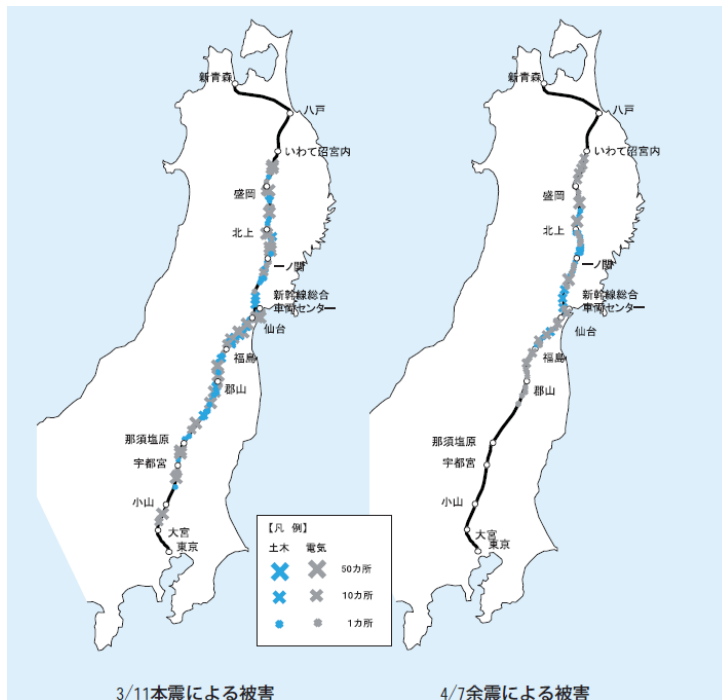 新青森
八戸
いわて沼宮内
盛岡
北上
一ノ関
新幹線総合
車両センター
仙台
福島
郡山
那須塩原
宇都宮
小山
大宮
東京
3/11本震による被害
新青森
八戸
いわて沼宮内
盛岡
北上
一ノ関
新幹線総合
車両センター
仙台
福島
郡山
那須塩原
宇都宮
小山
大宮
東京
4/7余震による被害
【凡 例】
土木 電気
50カ所
10カ所
1カ所